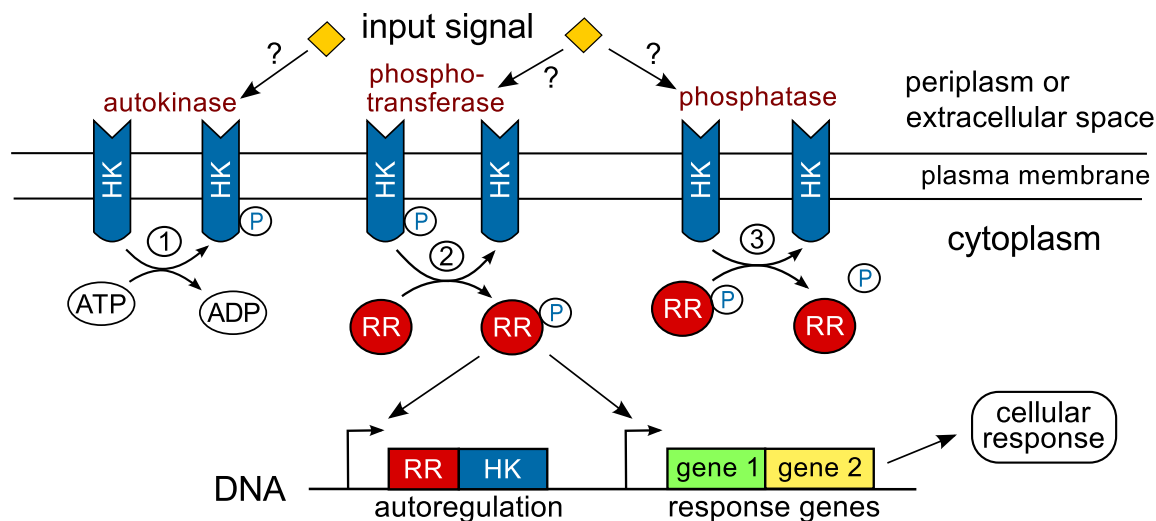 input signal
?
?
?
autokinase
phospho-
transferase
phosphatase
periplasm or
extracellular space
HK
HK
HK
HK
HK
HK
plasma membrane
P
P
1
2
3
cytoplasm
ATP
ADP
RR
RR
P
RR
P
RR
P
DNA
RR
HK
autoregulation
gene 1
gene 2
response genes
cellular
response